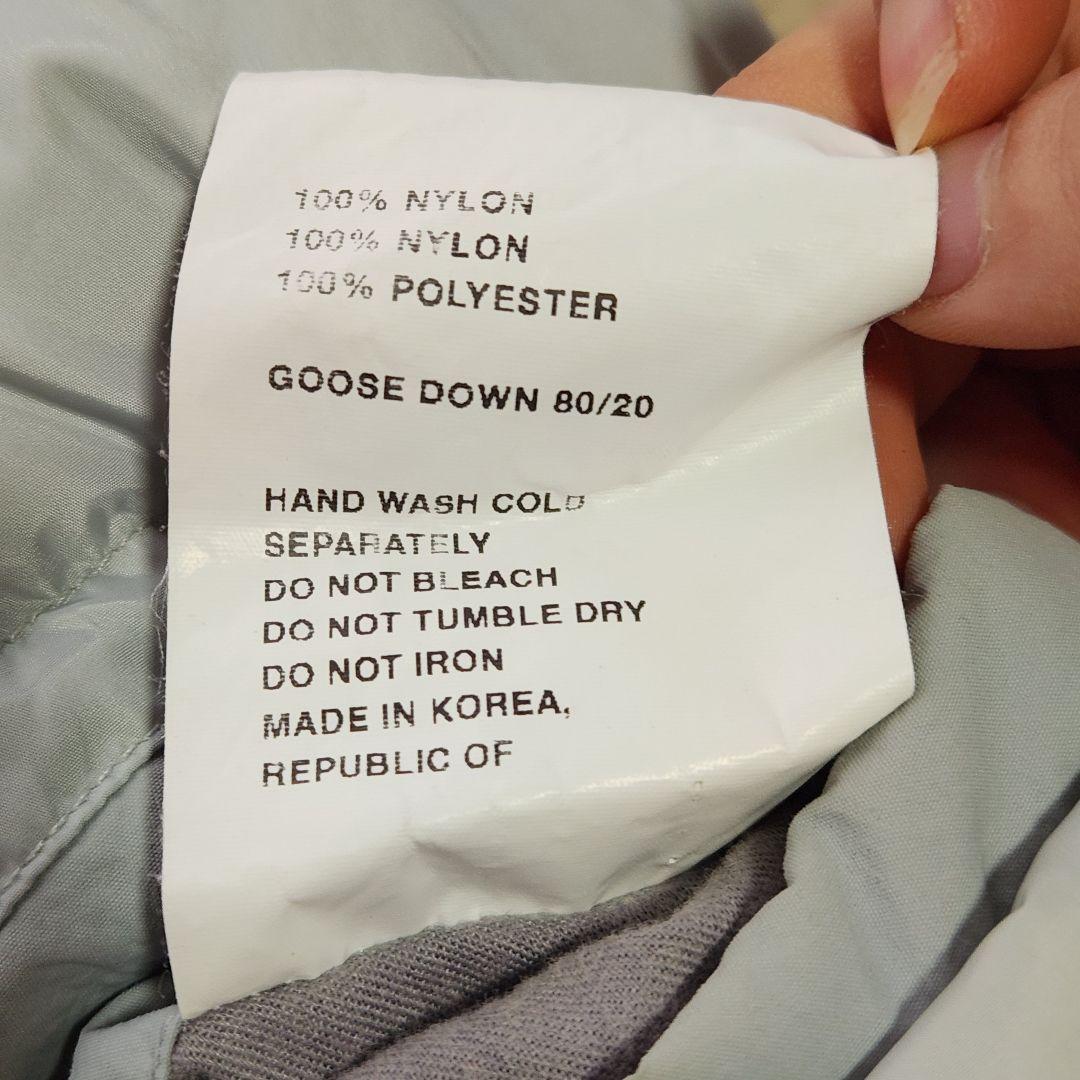 100% NYLON
100% NYLON
100% POLYESTER
GOOSE DOWN 80/20
HAND WASH COLD
SEPARATELY
DO NOT BLEACH
DO NOT TUMBLE DRY
DO NOT IRON
MADE IN KOREA,
REPUBLIC OF